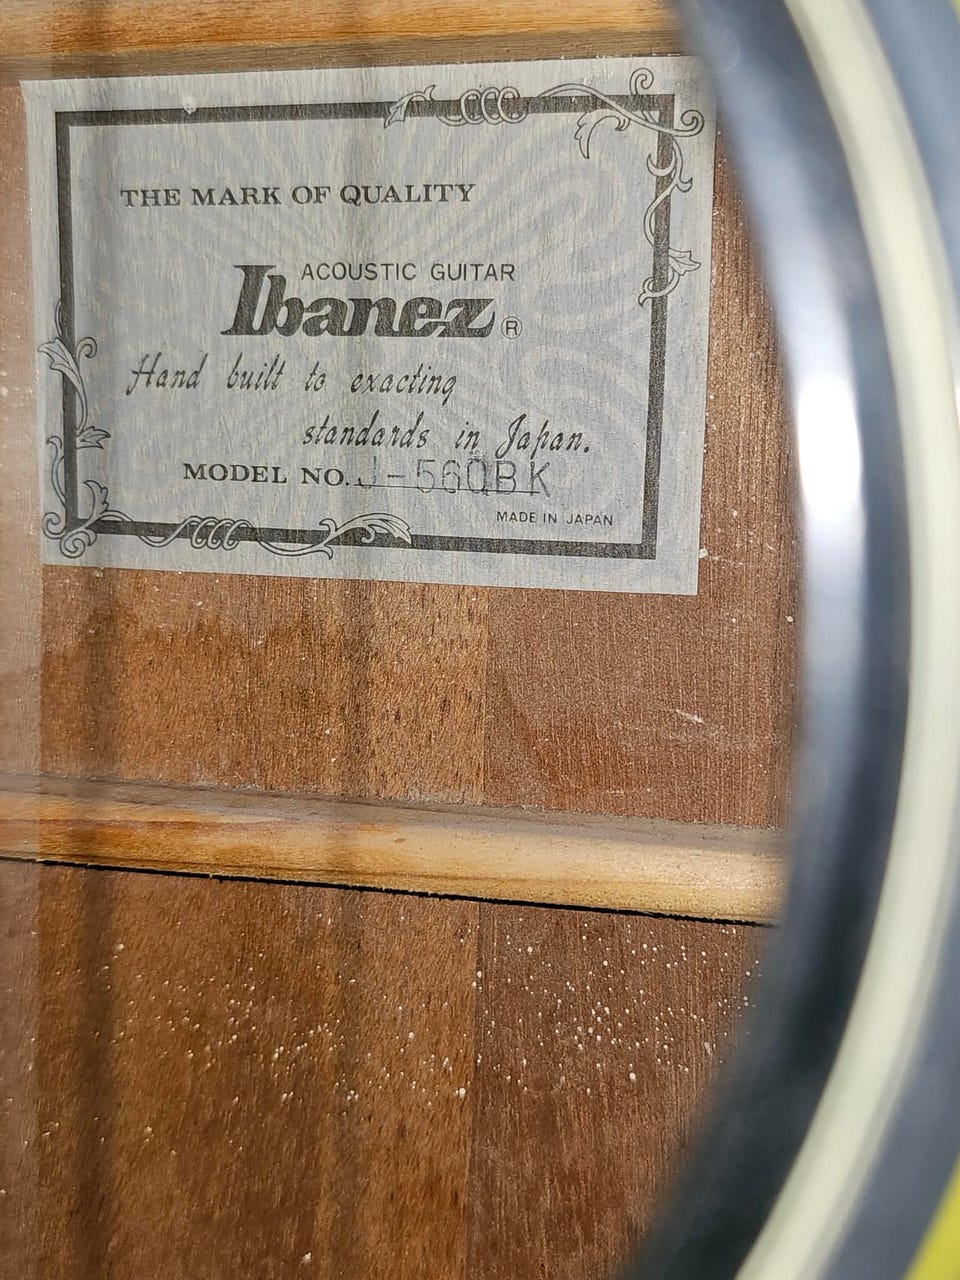 THE MARK OF QUALITY
ACOUSTIC GUITAR
Ibanez®
Hand built to exacting
standards in Japan.
MODEL NO. J-560BK
MADE IN JAPAN